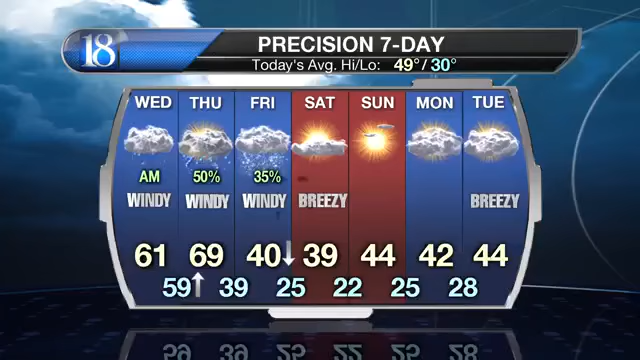 18
PRECISION 7-DAY
Today's Avg. Hi/Lo: 49°/30°
WED THU FRI SAT SUN MON TUE
AM 50% 35%
WINDY WINDY WINDY BREEZY BREEZY
61 69 40 39 44 42 44
59 39 25 22 25 28